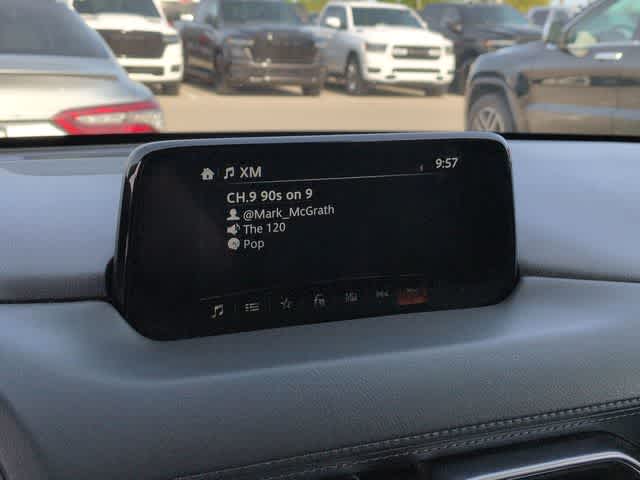 XM
9:57
CH.9 90s on 9
@Mark_McGrath
The 120
Pop